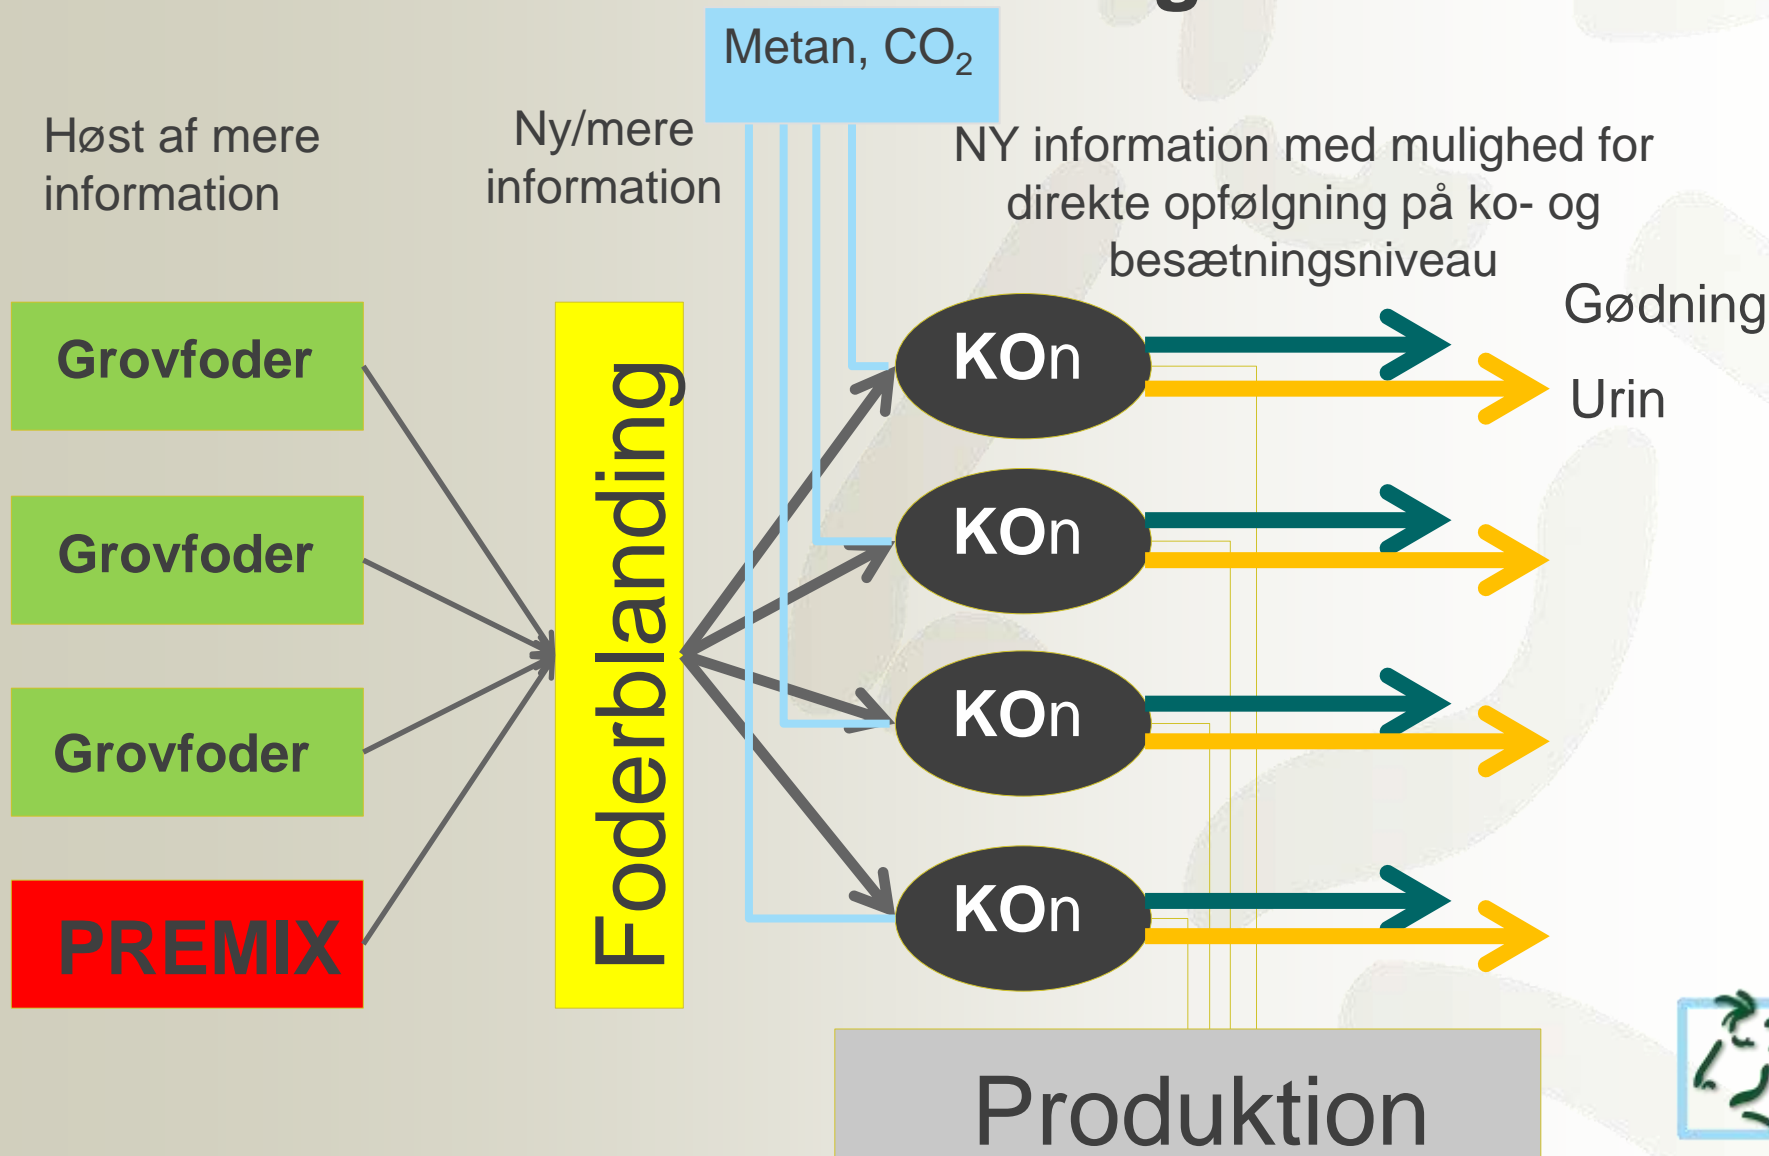 Metan, CO₂
Høst af mere
information
Ny/mere
information
NY information med mulighed for
direkte opfølgning på ko- og
besætningsniveau
Grovfoder
Grovfoder
Grovfoder
PREMIX
Foderblanding
KOn
KOn
KOn
KOn
Gødning
Urin
Produktion